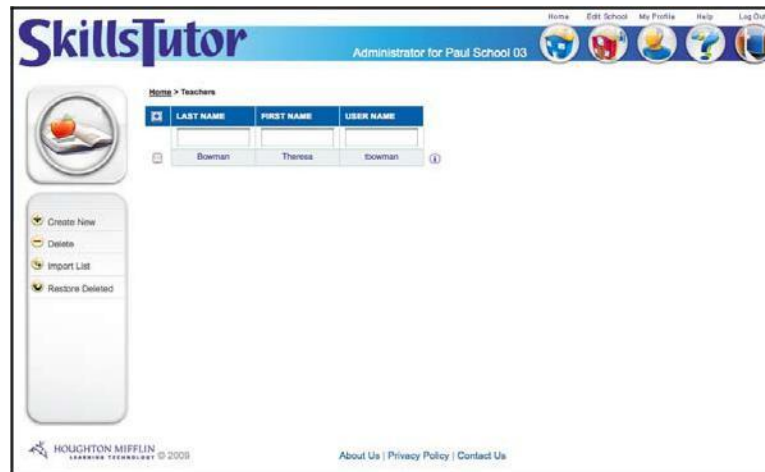 Home Edit School My Profile Help Log Out
SkillsTutor
Administrator for Paul School 03
Home > Teachers
LAST NAME FIRST NAME USER NAME
Bowman Theresa tbowman
Create New
Delete
Import List
Restore Deleted
HOUGHTON MIFFLIN
LEARNING TECHNOLOGY © 2009
About Us | Privacy Policy | Contact Us